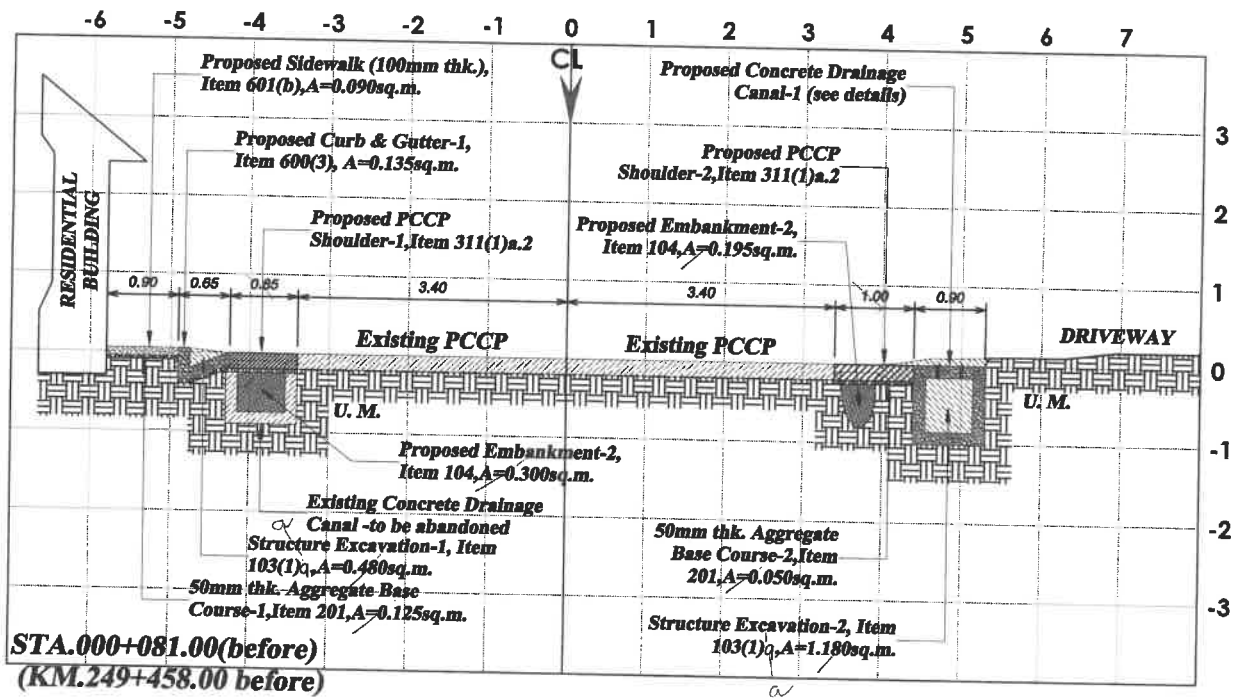 -6 -5 -4 -3 -2 -1 0 1 2 3 4 5 6 7
CL
Proposed Sidewalk (100mm thk.),
Item 601(b),A=0.090sq.m.
Proposed Concrete Drainage
Canal-1 (see details)
Proposed Curb & Gutter-1,
Item 600(3), A=0.135sq.m.
Proposed PCCP
Shoulder-2,Item 311(1)a.2
Proposed PCCP
Shoulder-1,Item 311(1)a.2
Proposed Embankment-2,
Item 104,A=0.195sq.m.
RESIDENTIAL
BUILDING
3
2
1
0
-1
-2
-3
0.90 0.65 0.85 3.40 3.40 1.00 0.90
Existing PCCP Existing PCCP
DRIVEWAY
U. M. U. M.
Proposed Embankment-2,
Item 104,A=0.300sq.m.
Existing Concrete Drainage
Canal -to be abandoned
a
Structure Excavation-1, Item
103(1)a,A=0.480sq.m.
50mm thk. Aggregate Base
Course-1,Item 201,A=0.125sq.m.
50mm thk. Aggregate
Base Course-2,Item
201,A=0.050sq.m.
Structure Excavation-2, Item
103(1)a,A=1.180sq.m.
a
STA.000+081.00(before)
(KM.249+458.00 before)